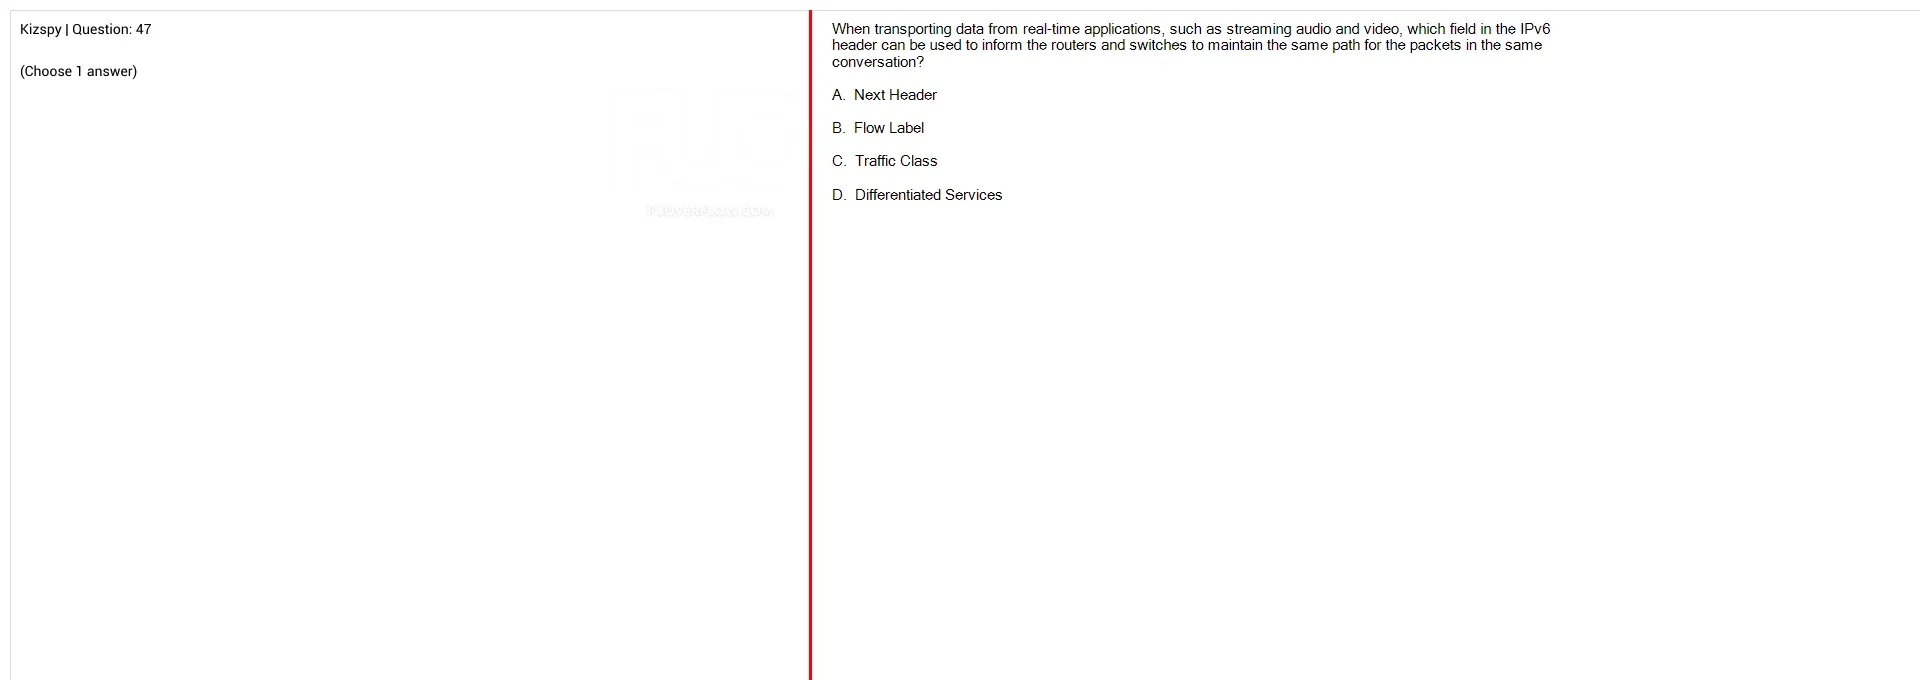 Kizspy | Question: 47
(Choose 1 answer)
FUOVERFLOW.COM
When transporting data from real-time applications, such as streaming audio and video, which field in the IPv6
header can be used to inform the routers and switches to maintain the same path for the packets in the same
conversation?
A. Next Header
B. Flow Label
C. Traffic Class
D. Differentiated Services